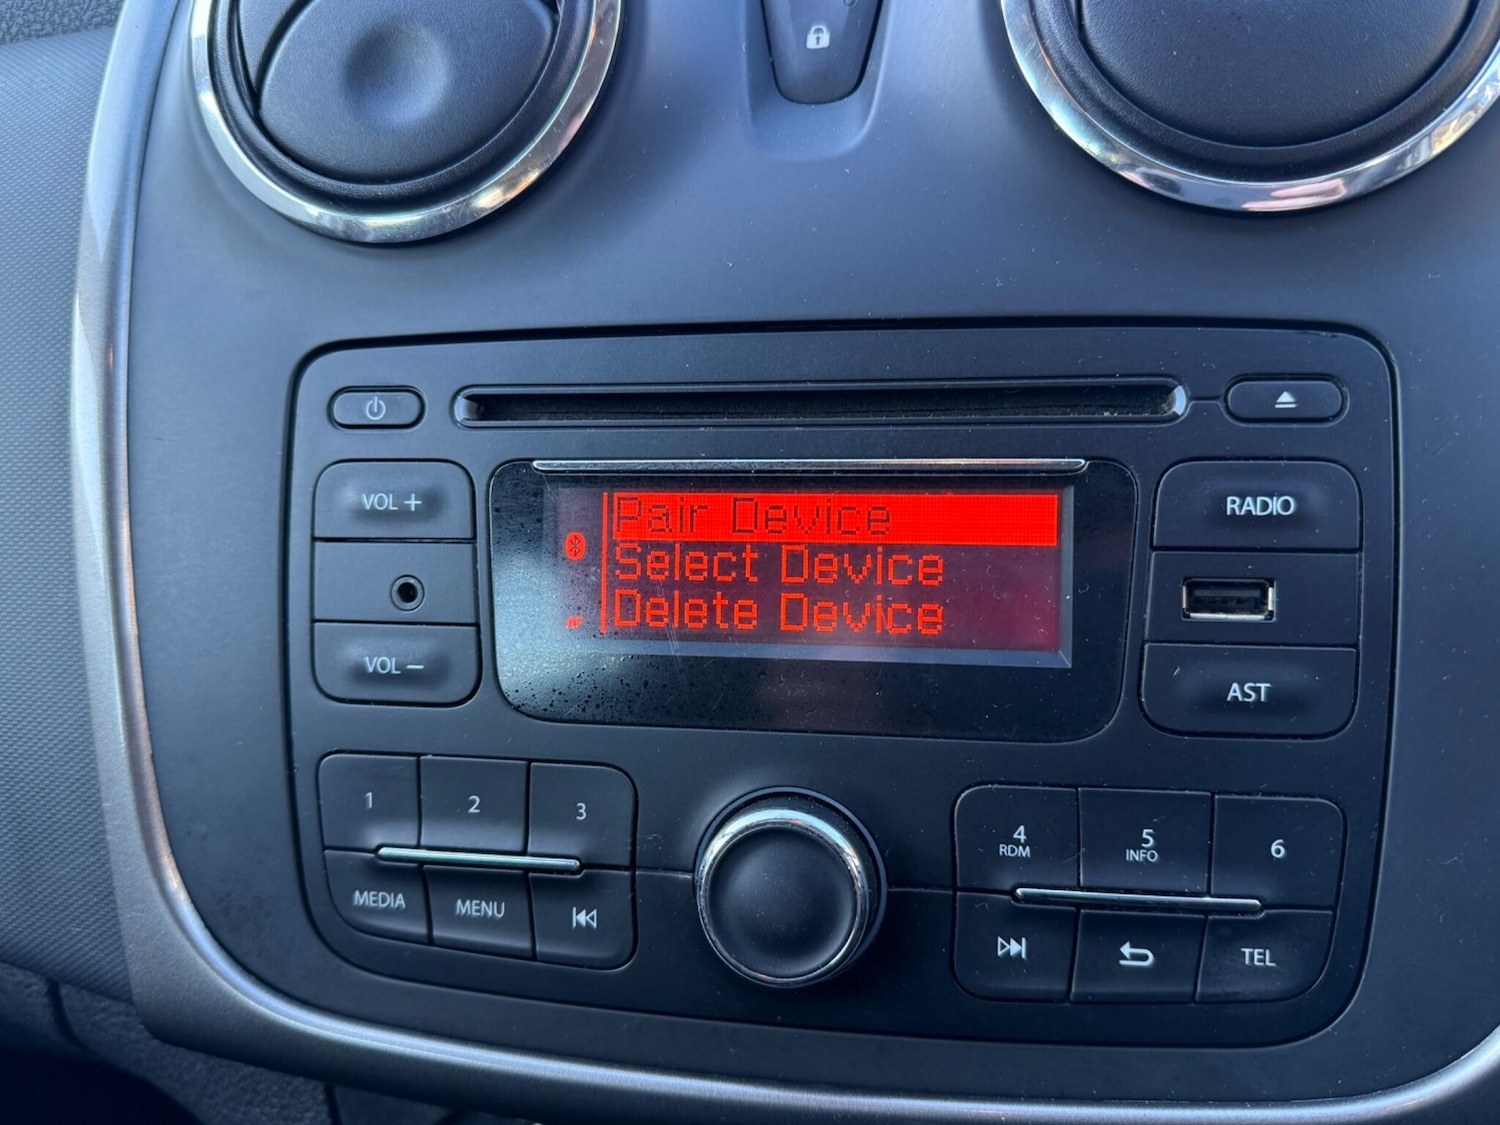 VOL +
VOL −
Pair Device
Select Device
Delete Device
AF
RADIO
AST
1
2
3
MEDIA
MENU
4
RDM
5
INFO
6
TEL